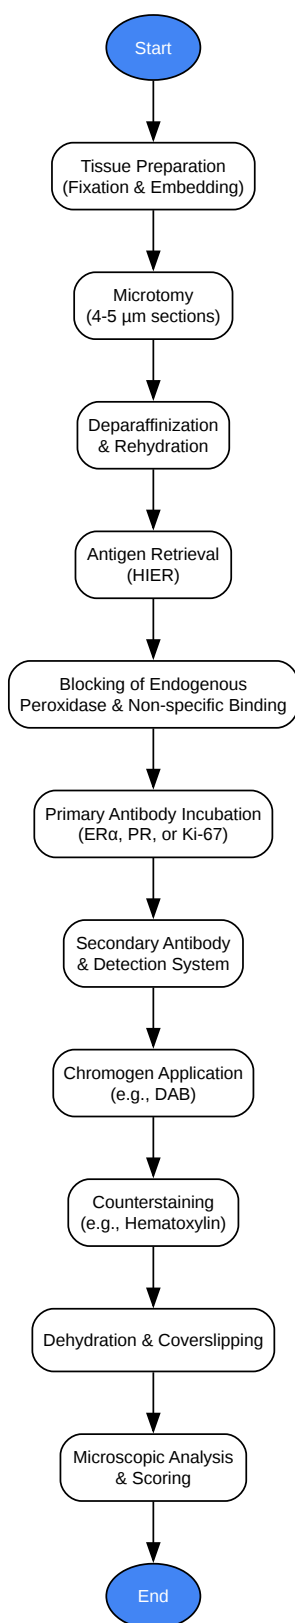 Start
Tissue Preparation
(Fixation & Embedding)
Microtomy
(4-5 µm sections)
Deparaffinization
& Rehydration
Antigen Retrieval
(HIER)
Blocking of Endogenous
Peroxidase & Non-specific Binding
Primary Antibody Incubation
(ERα, PR, or Ki-67)
Secondary Antibody
& Detection System
Chromogen Application
(e.g., DAB)
Counterstaining
(e.g., Hematoxylin)
Dehydration & Coverslipping
Microscopic Analysis
& Scoring
End